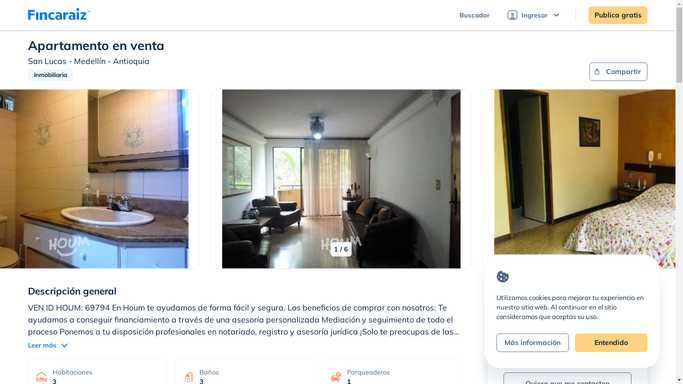 Fincaraiz
Buscador
Ingresar
Publica gratis
Apartamento en venta
San Lucas - Medellín - Antioquia
Inmobiliaria
Compartir
HOUM
HOUM
HOUM
1 / 6
Descripción general
VEN ID HOUM: 69794 En Houm te ayudamos de forma fácil y segura. Los beneficios de comprar con nosotros: Te
ayudamos a conseguir financiamiento a través de una asesoría personalizada Mediación y seguimiento de todo el
proceso Ponemos a tu disposición profesionales en notariado, registro y asesoría jurídica ¡Solo te preocupas de las...
Leer más
Habitaciones
3
Baños
3
Parqueaderos
1
Utilizamos cookies para mejorar tu experiencia en
nuestro sitio web. Al continuar en el sitio
consideramos que aceptas su uso.
Más información
Entendido
Quiero que me contacten